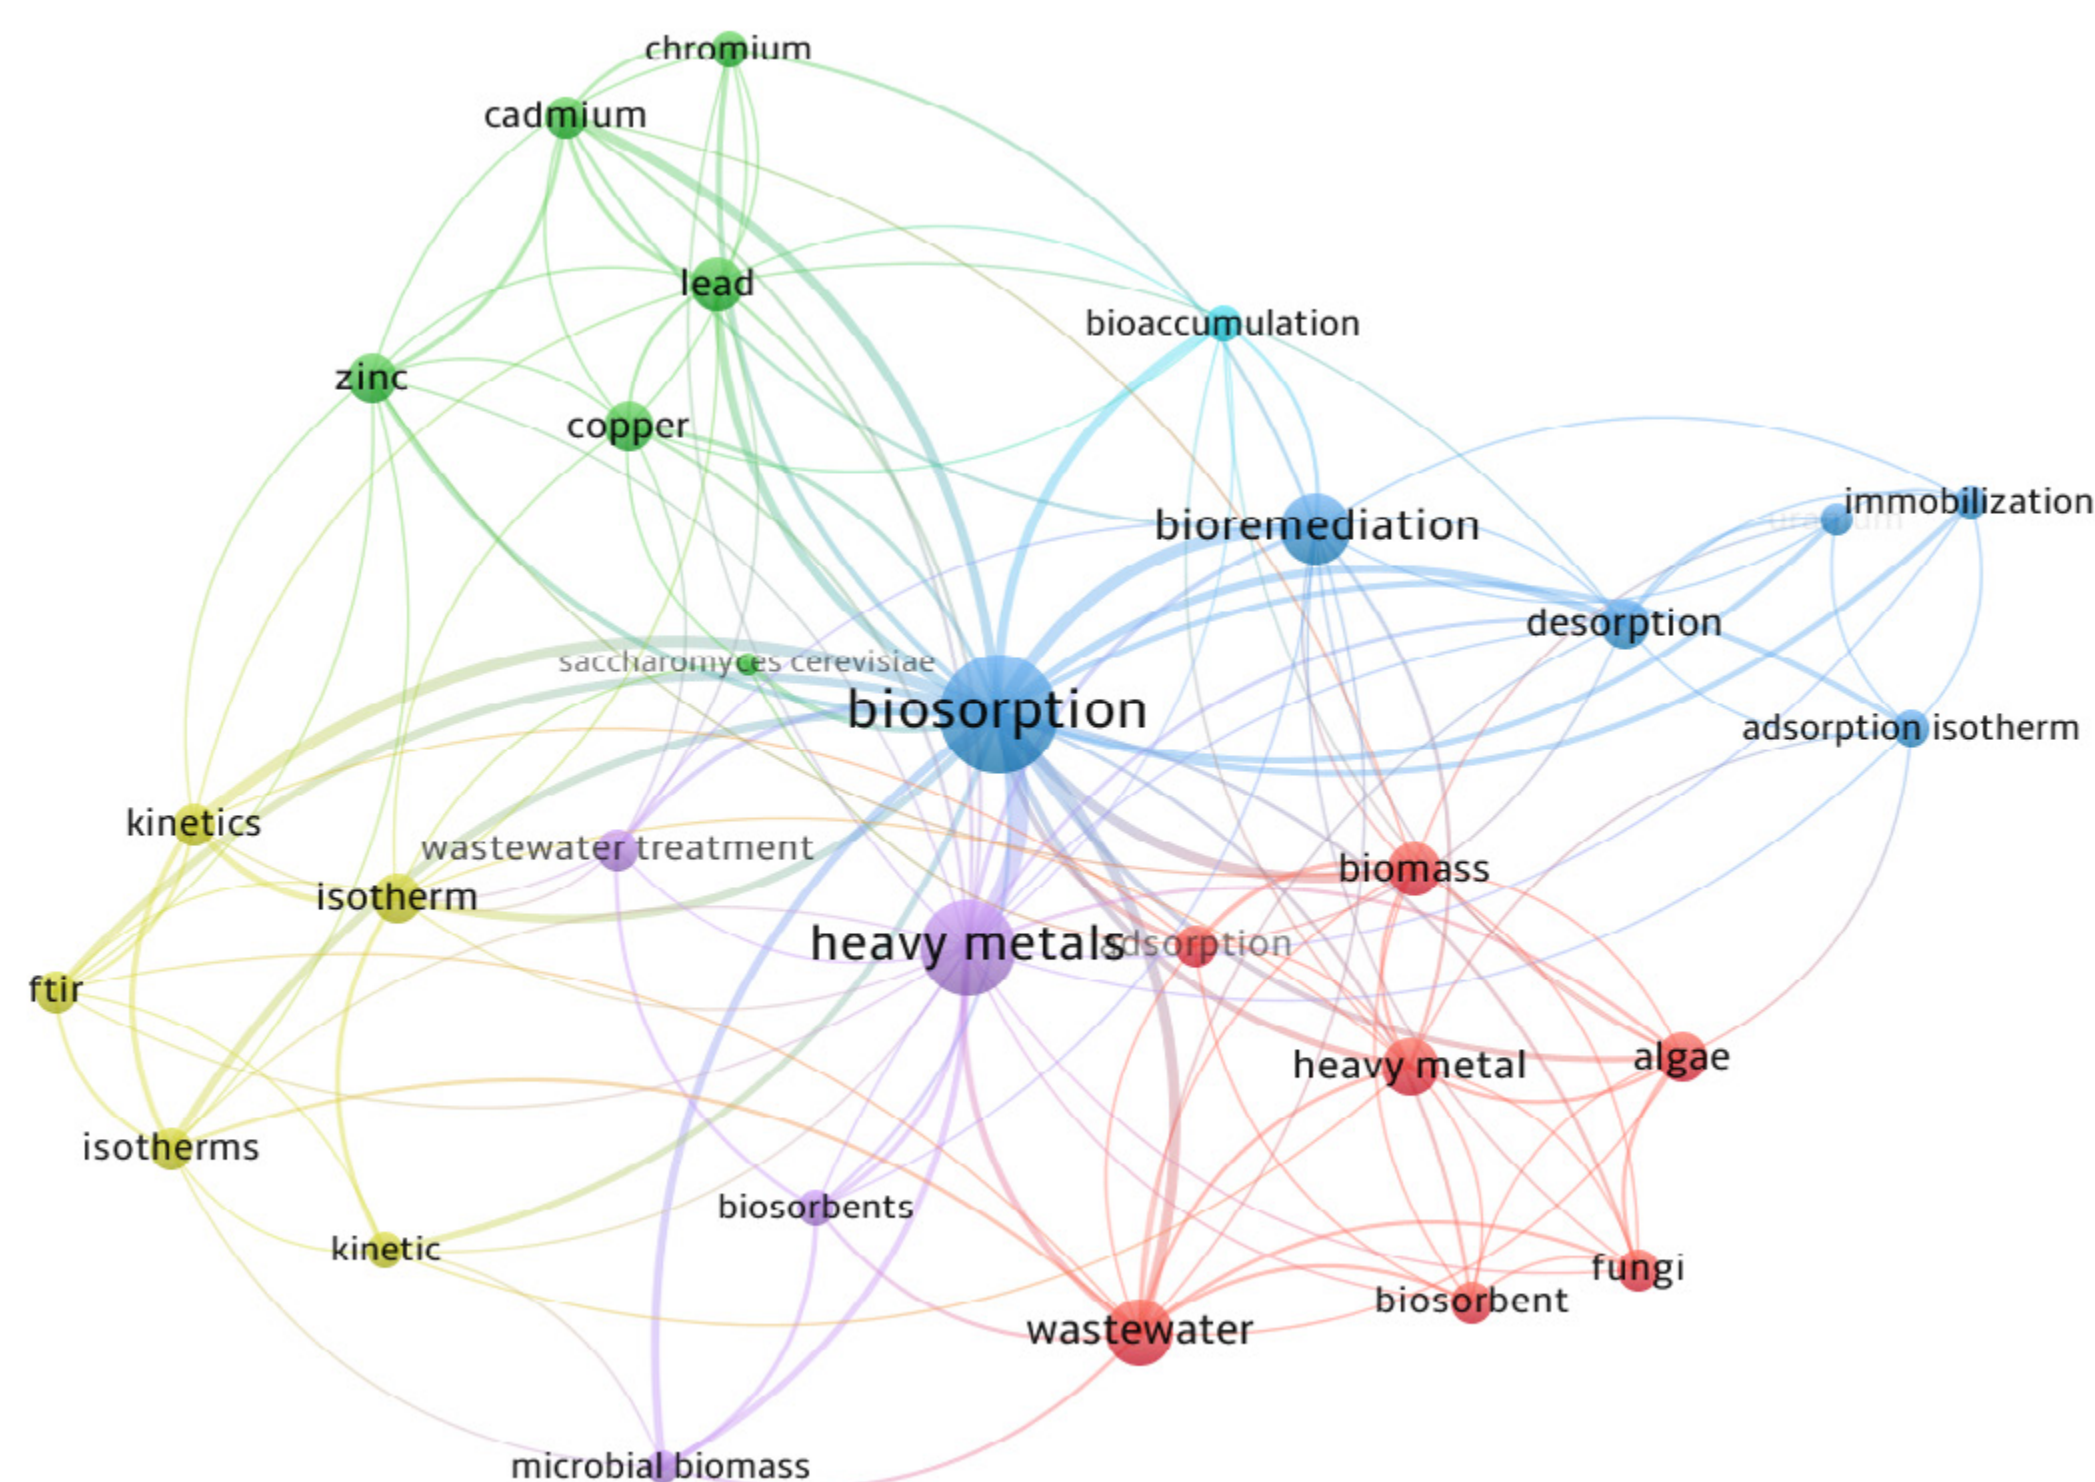 chromium
cadmium
lead
bioaccumulation
zinc
copper
immobilization
uranium
bioremediation
desorption
saccharomyces cerevisiae
biosorption
adsorption isotherm
kinetics
wastewater treatment
biomass
isotherm
heavy metals
adsorption
ftir
heavy metal
algae
isotherms
biosorbents
kinetic
fungi
biosorbent
wastewater
microbial biomass